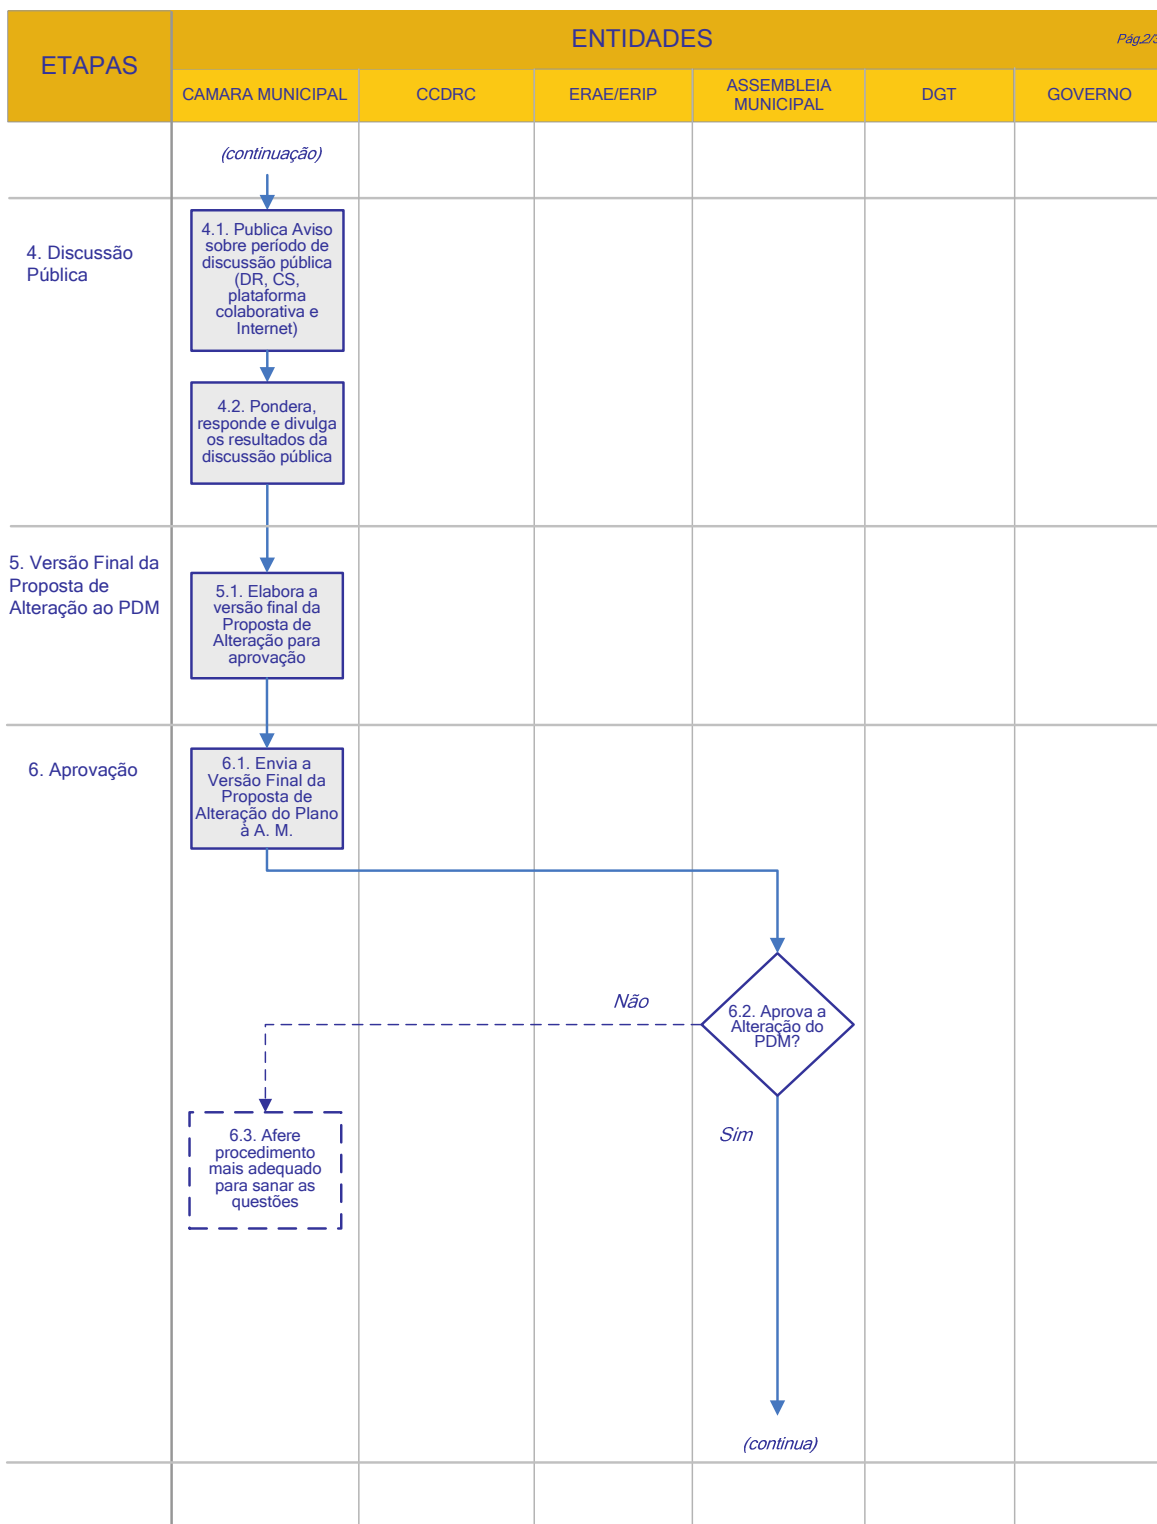 ETAPAS
ENTIDADES
Pág.2/3
CAMARA MUNICIPAL
CCDRC
ERAE/ERIP
ASSEMBLEIA
MUNICIPAL
DGT
GOVERNO
(continuação)
4. Discussão
Pública
4.1. Publica Aviso
sobre período de
discussão pública
(DR, CS,
plataforma
colaborativa e
Internet)
4.2. Pondera,
responde e divulga
os resultados da
discussão pública
5. Versão Final da
Proposta de
Alteração ao PDM
5.1. Elabora a
versão final da
Proposta de
Alteração para
aprovação
6. Aprovação
6.1. Envia a
Versão Final da
Proposta de
Alteração do Plano
à A. M.
Não
6.2. Aprova a
Alteração do
PDM?
6.3. Afere
procedimento
mais adequado
para sanar as
questões
Sim
(continua)